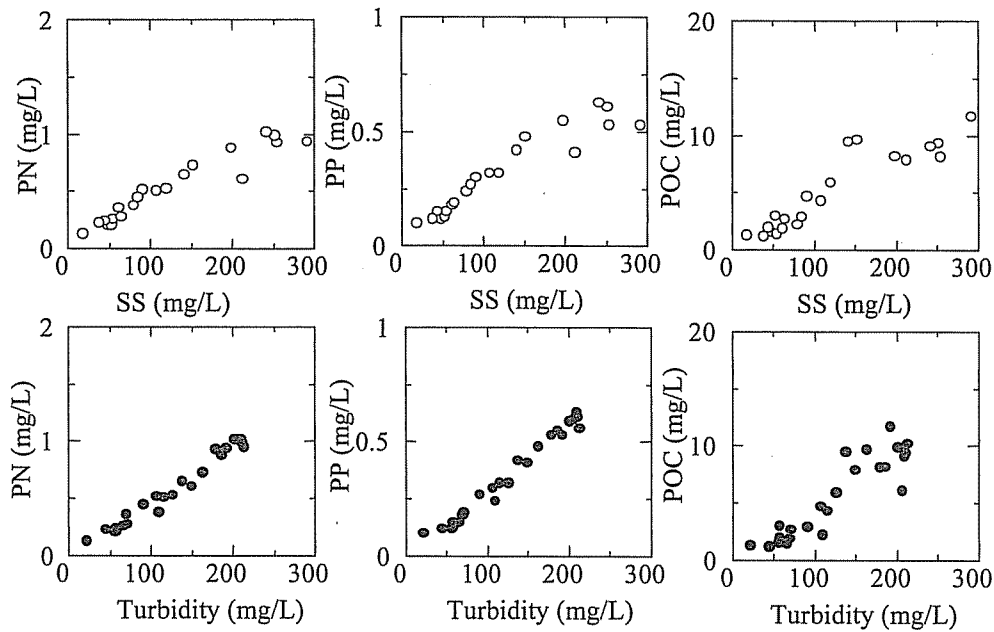 2
1
0
PN (mg/L)
0 100 200 300
SS (mg/L)
1
0.5
0
PP (mg/L)
0 100 200 300
SS (mg/L)
20
10
0
POC (mg/L)
0 100 200 300
SS (mg/L)
2
1
0
PN (mg/L)
0 100 200 300
Turbidity (mg/L)
1
0.5
0
PP (mg/L)
0 100 200 300
Turbidity (mg/L)
20
10
0
POC (mg/L)
0 100 200 300
Turbidity (mg/L)